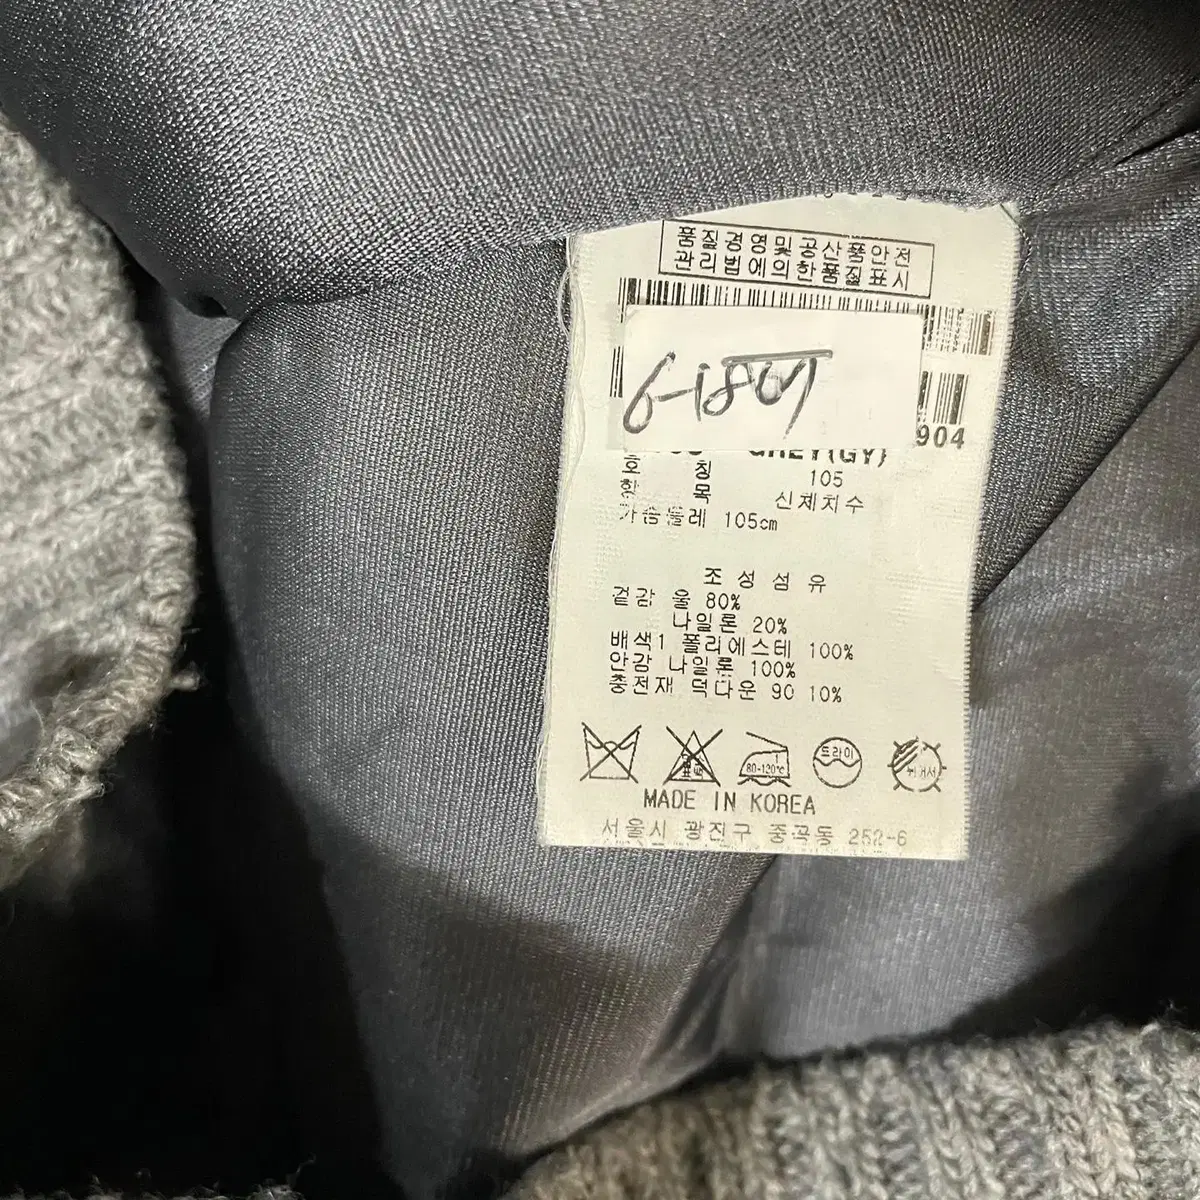 품질경영및공산품안전
관리법에의한품질표시
6-18
904
GREY(GY)
호 칭 105
항 목 신체치수
가슴둘레 105cm
조성섬유
겉감 울 80%
나일론 20%
배색1 폴리에스테 100%
안감 나일론 100%
충전재 덕다운 90 10%
80-120℃
드라이
MADE IN KOREA
서울시 광진구 중곡동 252-6